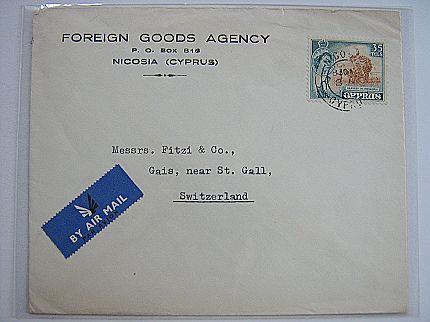 FOREIGN GOODS AGENCY
P. O. BOX 816
NICOSIA (CYPRUS)
35
CYPRUS
Messrs. Fitzi & Co.,
Gais, near St. Gall,
Switzerland
BY AIR MAIL